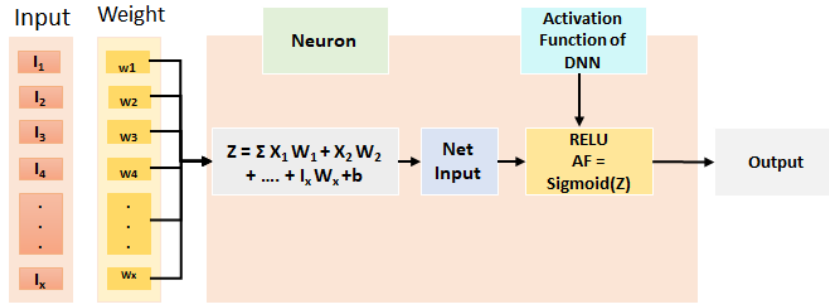 Input
Weight
Neuron
Activation
Function of
DNN
I₁
w1
I₂
w2
I₃
w3
I₄
w4
.
.
.
.
.
.
Iₓ
Wx
Z = Σ X₁ W₁ + X₂ W₂
+ .... + Iₓ Wₓ +b
Net
Input
RELU
AF =
Sigmoid(Z)
Output